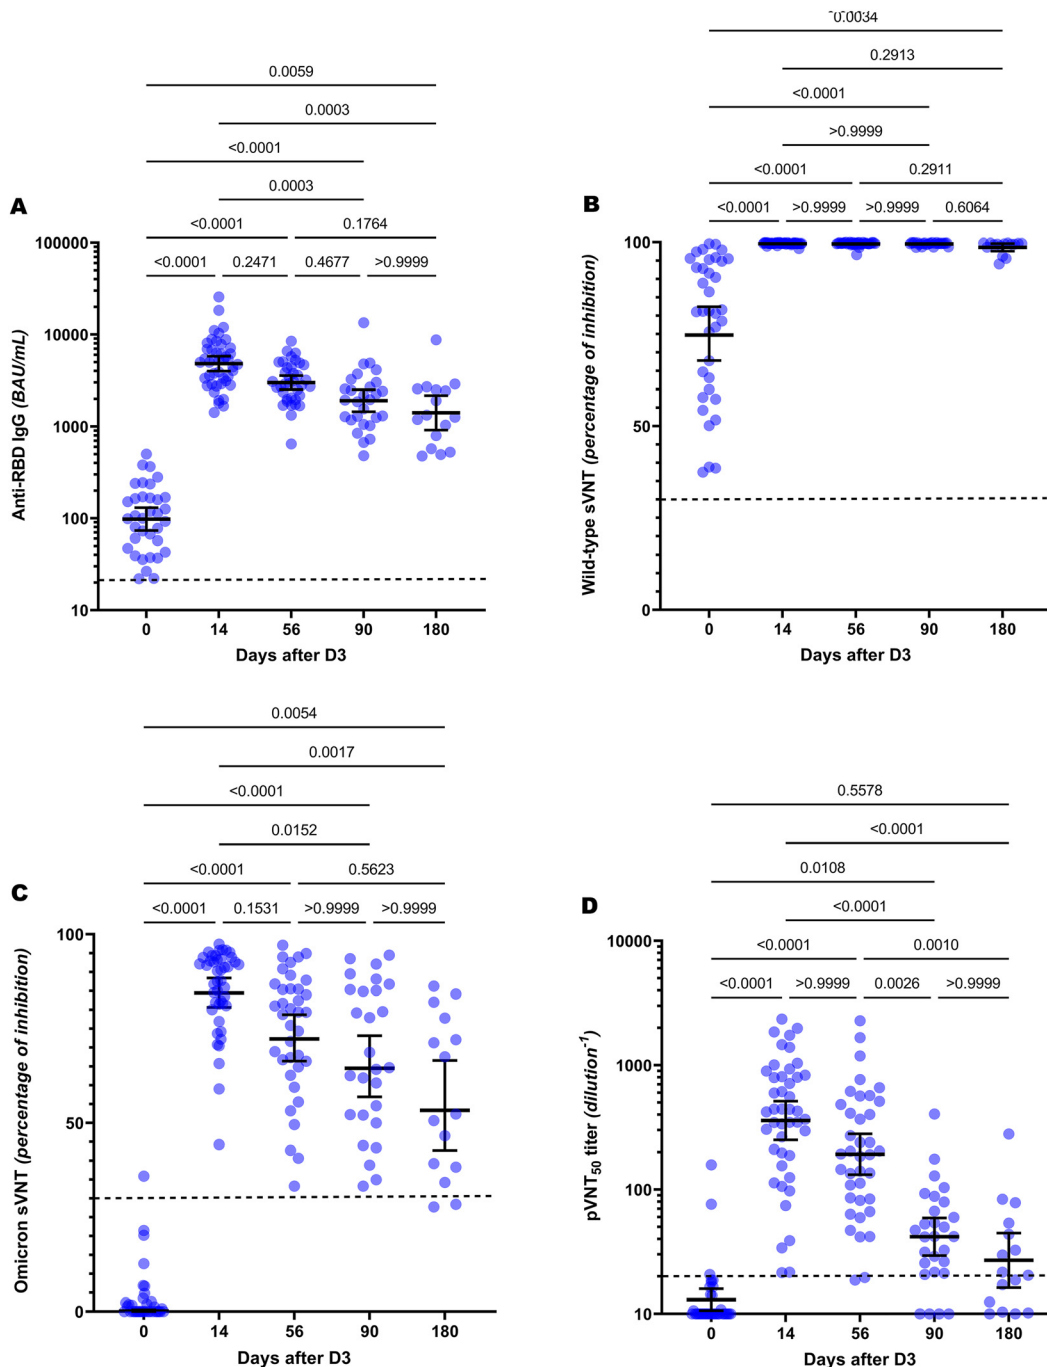 0.0059
0.0003
<0.0001
0.0003
A
<0.0001 0.1764
<0.0001 0.2471 0.4677 >0.9999
Anti-RBD IgG (BAU/mL)
100000
10000
1000
100
10
0 14 56 90 180
Days after D3
0.0034
0.2913
<0.0001
>0.9999
<0.0001 0.2911
B
<0.0001 >0.9999 >0.9999 0.6064
Wild-type sVNT (percentage of inhibition)
100
50
0
0 14 56 90 180
Days after D3
0.0054
0.0017
<0.0001
0.0152
<0.0001 0.5623
C
<0.0001 0.1531 >0.9999 >0.9999
Omicron sVNT (percentage of inhibition)
100
50
0
0 14 56 90 180
Days after D3
0.5578
<0.0001
0.0108
<0.0001
D
<0.0001 0.0010
<0.0001 >0.9999 0.0026 >0.9999
pVNT50 titer (dilution-1)
10000
1000
100
10
0 14 56 90 180
Days after D3